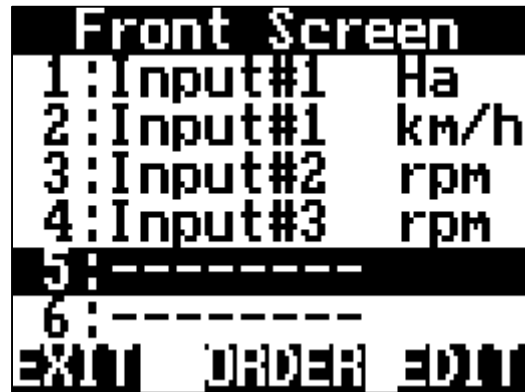 Front Screen
1:Input#1 Ha
2:Input#1 km/h
3:Input#2 rpm
4:Input#3 rpm
5:--------
6:--------
EXIT ORDER EDIT